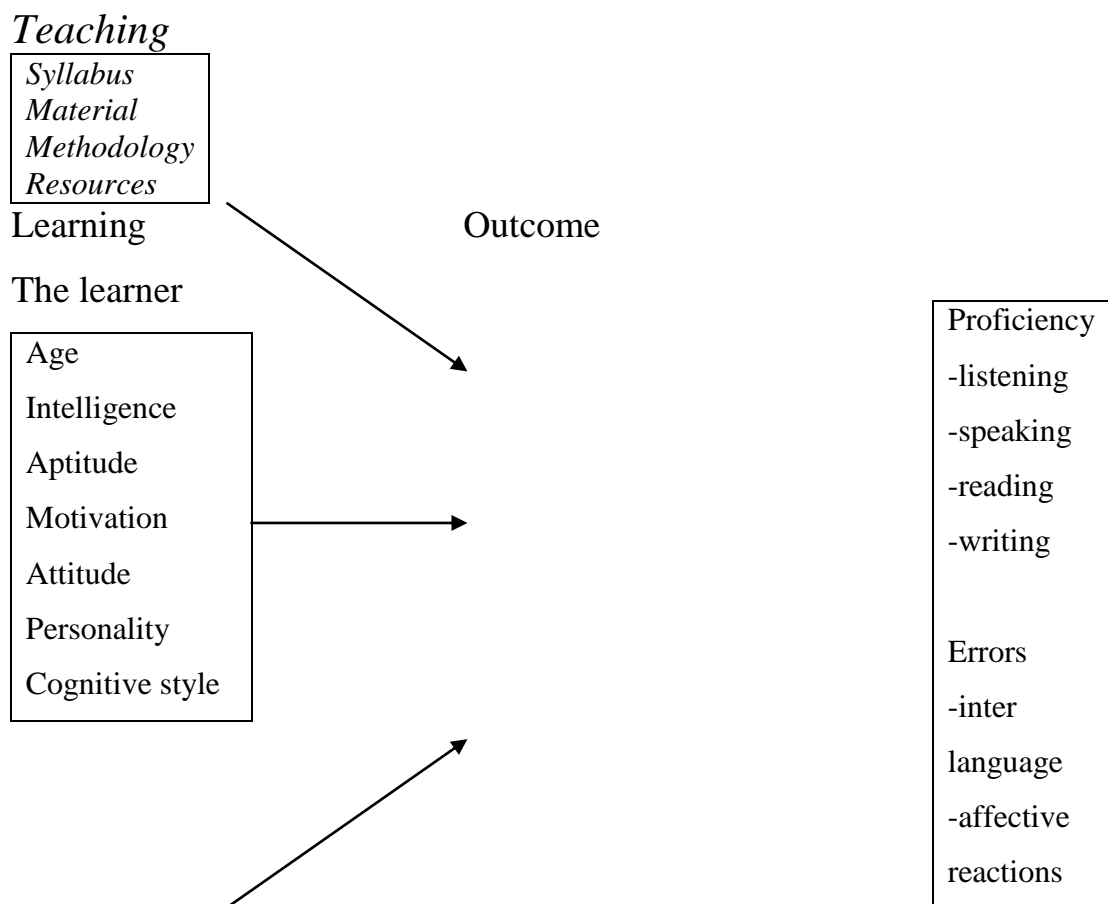 Teaching
Syllabus
Material
Methodology
Resources
Learning
Outcome
The learner
Age
Intelligence
Aptitude
Motivation
Attitude
Personality
Cognitive style
Proficiency
-listening
-speaking
-reading
-writing
Errors
-inter
language
-affective
reactions